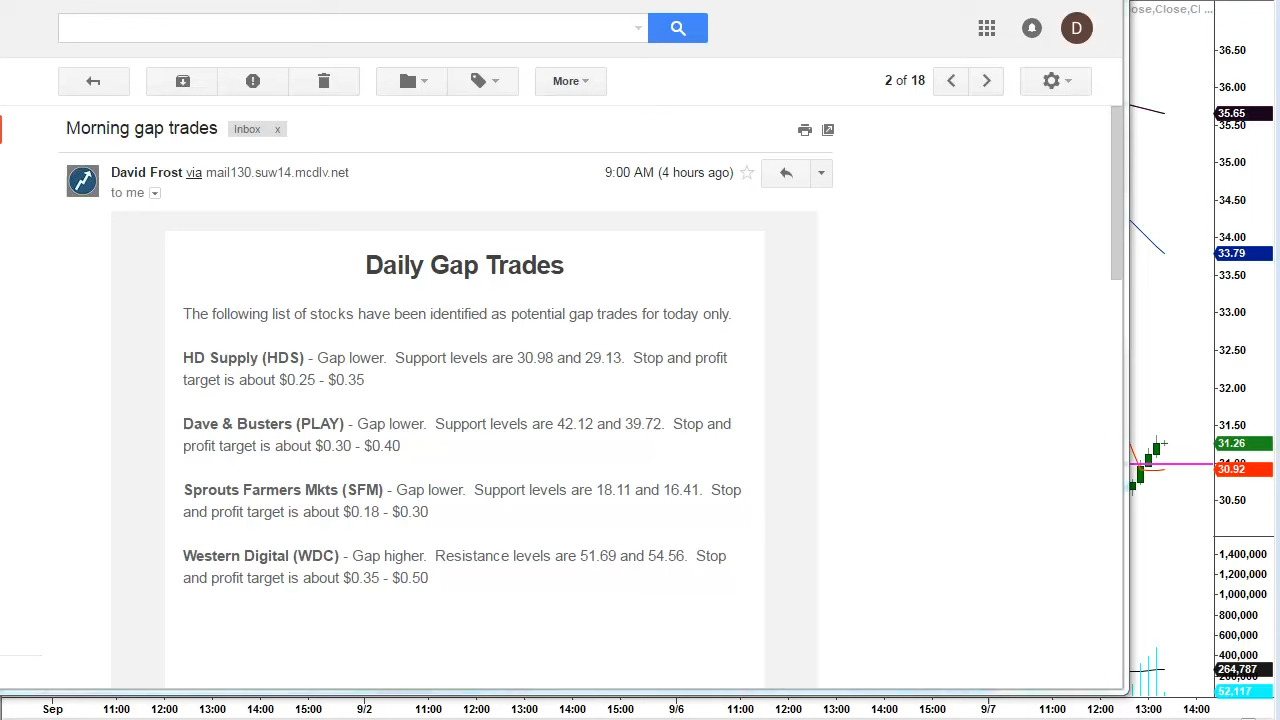 ose,Close,Cl ...
D
More
2 of 18
Morning gap trades
Inbox x
David Frost via mail130.suw14.mcdlv.net
9:00 AM (4 hours ago)
to me
Daily Gap Trades
The following list of stocks have been identified as potential gap trades for today only.
HD Supply (HDS) - Gap lower. Support levels are 30.98 and 29.13. Stop and profit
target is about $0.25 - $0.35
Dave & Busters (PLAY) - Gap lower. Support levels are 42.12 and 39.72. Stop and
profit target is about $0.30 - $0.40
Sprouts Farmers Mkts (SFM) - Gap lower. Support levels are 18.11 and 16.41. Stop
and profit target is about $0.18 - $0.30
Western Digital (WDC) - Gap higher. Resistance levels are 51.69 and 54.56. Stop
and profit target is about $0.35 - $0.50
36.50
36.00
35.65
35.50
35.00
34.50
34.00
33.79
33.50
33.00
32.50
32.00
31.50
31.26
30.92
30.50
1,400,000
1,200,000
1,000,000
800,000
600,000
400,000
264,787
52,117
Sep 11:00 12:00 13:00 14:00 15:00 9/2 11:00 12:00 13:00 14:00 15:00 9/6 11:00 12:00 13:00 14:00 15:00 9/7 11:00 12:00 13:00 14:00